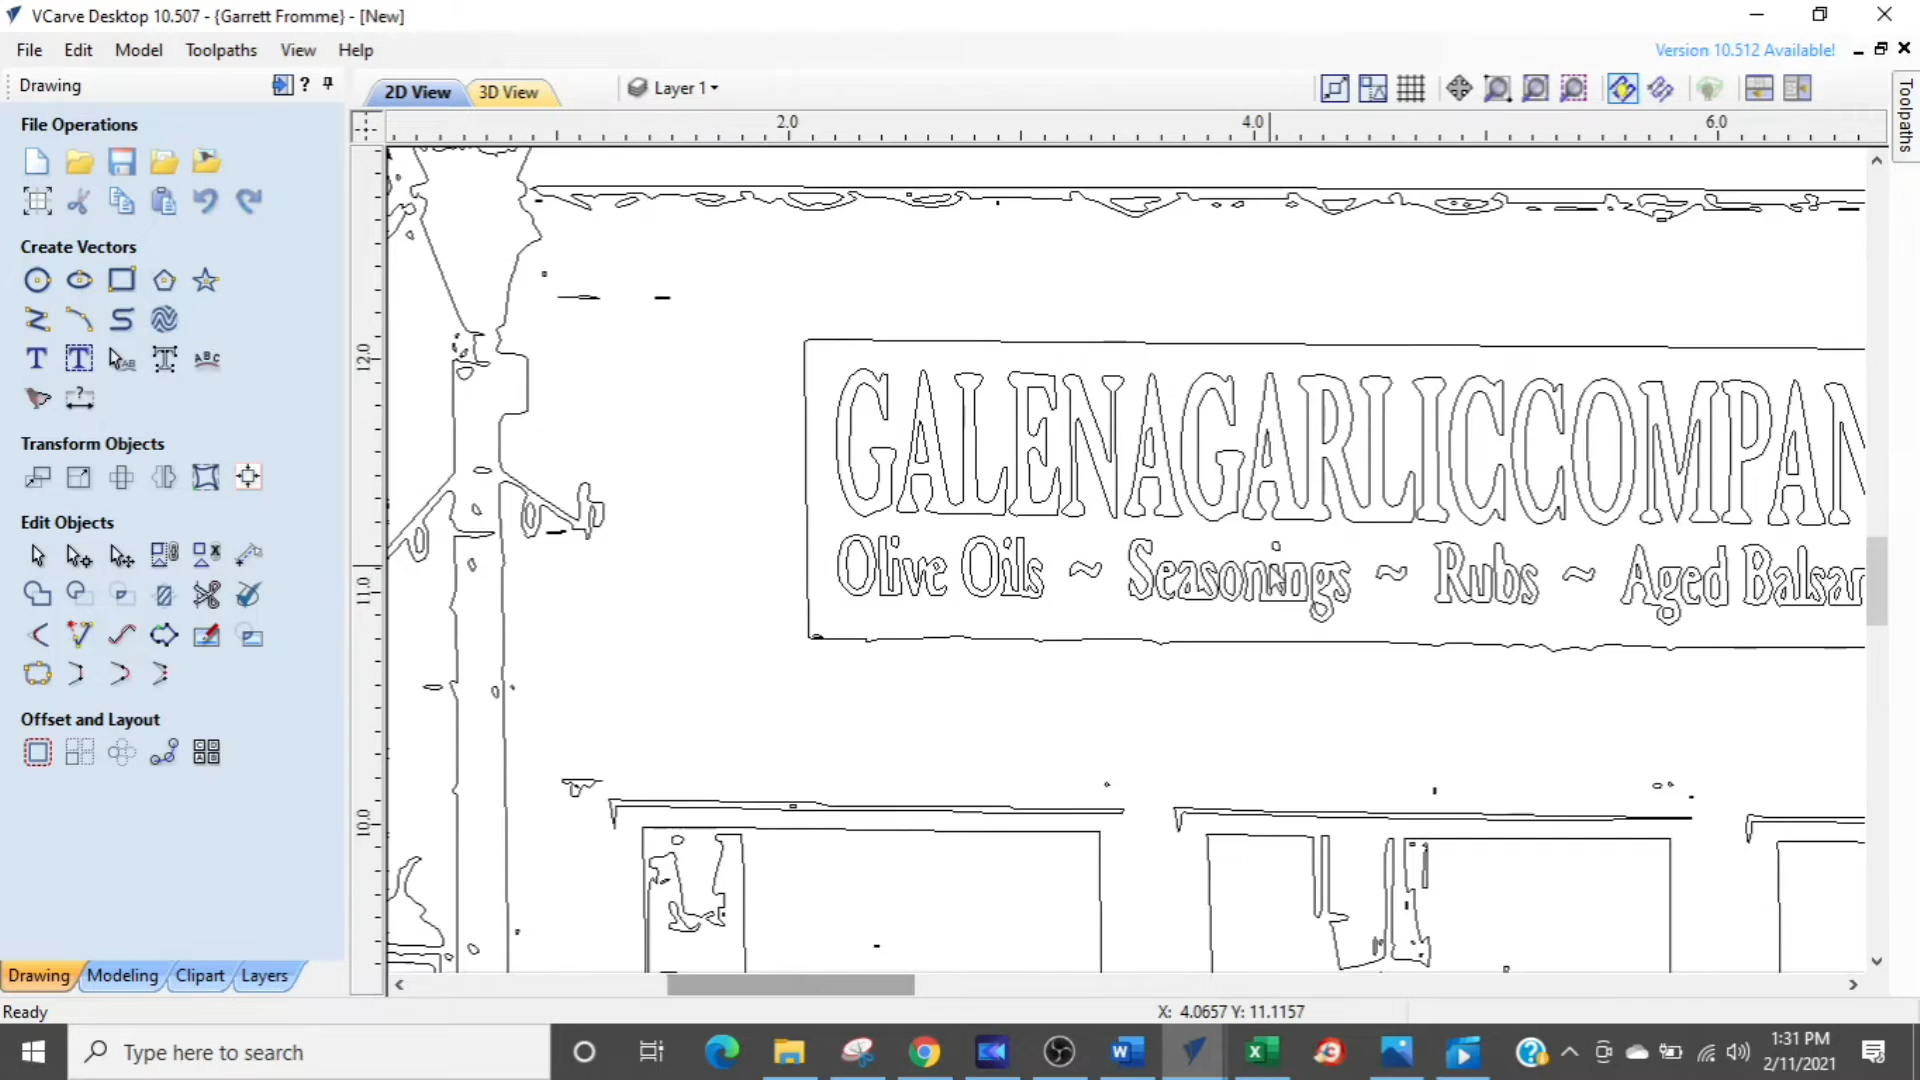 VCarve Desktop 10.507 - {Garrett Fromme} - [New]
File Edit Model Toolpaths View Help
Version 10.512 Available!
Drawing ?
2D View 3D View Layer 1
Toolpaths
File Operations
2.0 4.0 6.0
Create Vectors
12.0
Transform Objects
GALENAGARLICCOMPAN
Edit Objects
Olive Oils ~ Seasonings ~ Rubs ~ Aged Balsam
11.0
Offset and Layout
10.0
Drawing Modeling Clipart Layers
Ready
X: 4.0657 Y: 11.1157
Type here to search
1:31 PM
2/11/2021